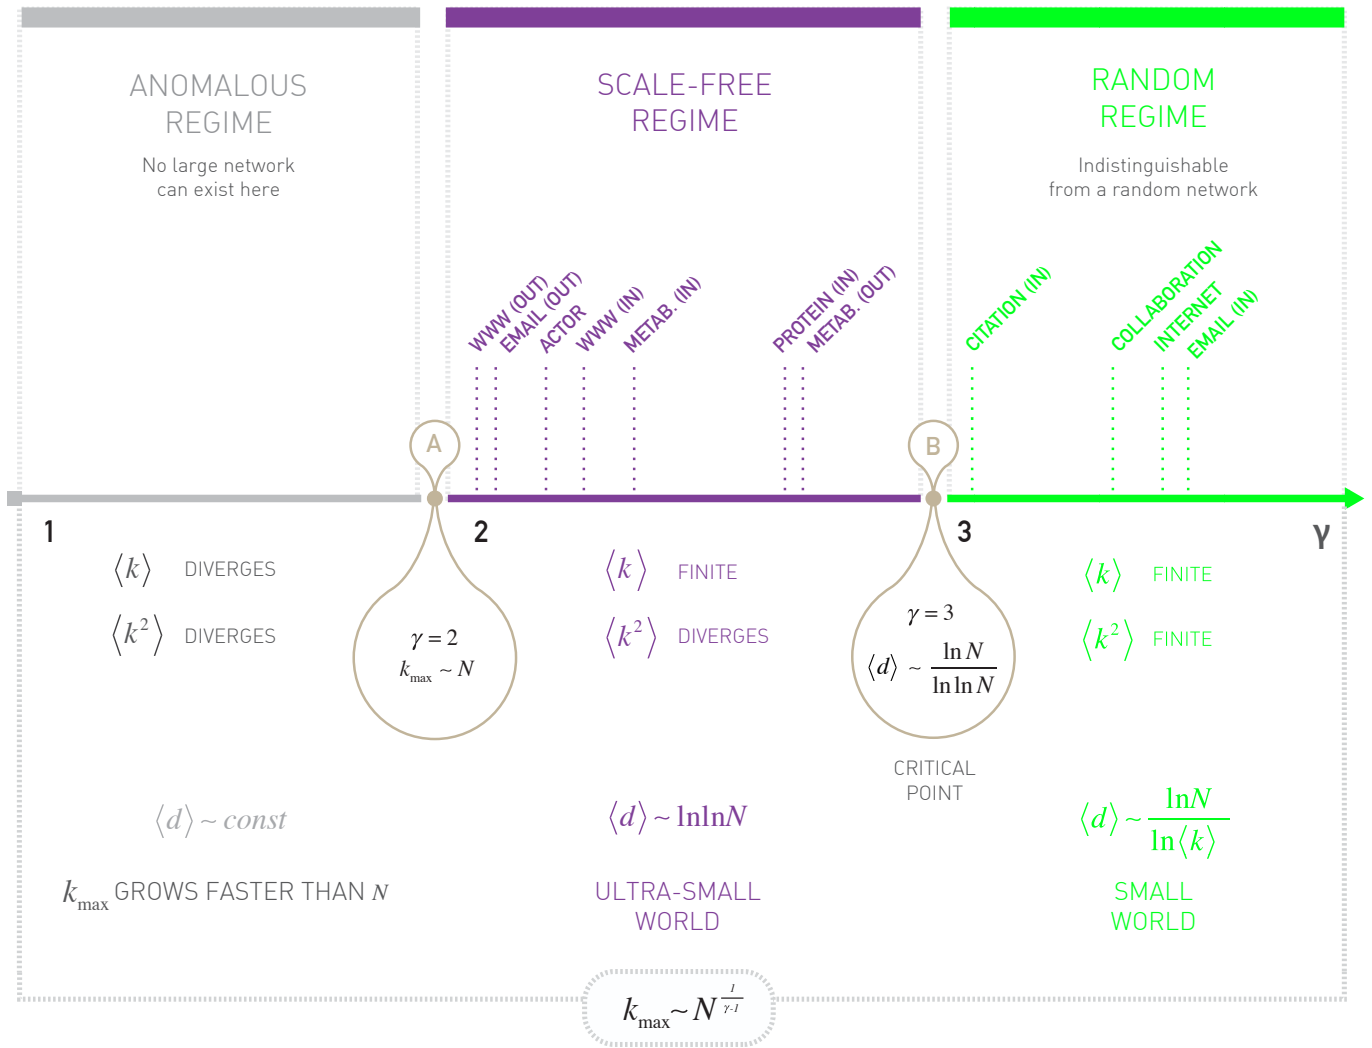 ANOMALOUS
REGIME
No large network
can exist here
SCALE-FREE
REGIME
RANDOM
REGIME
Indistinguishable
from a random network
WWW (OUT)
EMAIL (OUT)
ACTOR
WWW (IN)
METAB. (IN)
PROTEIN (IN)
METAB. (OUT)
CITATION (IN)
COLLABORATION
INTERNET
EMAIL (IN)
A
B
1
2
3
γ
⟨k⟩ DIVERGES
⟨k²⟩ DIVERGES
γ = 2
k_max ~ N
⟨k⟩ FINITE
⟨k²⟩ DIVERGES
γ = 3
⟨d⟩ ~ ln N / ln ln N
CRITICAL
POINT
⟨k⟩ FINITE
⟨k²⟩ FINITE
⟨d⟩ ~ const
k_max GROWS FASTER THAN N
⟨d⟩ ~ lnlnN
ULTRA-SMALL
WORLD
⟨d⟩ ~ lnN / ln⟨k⟩
SMALL
WORLD
k_max ~ N^(1/(γ-1))